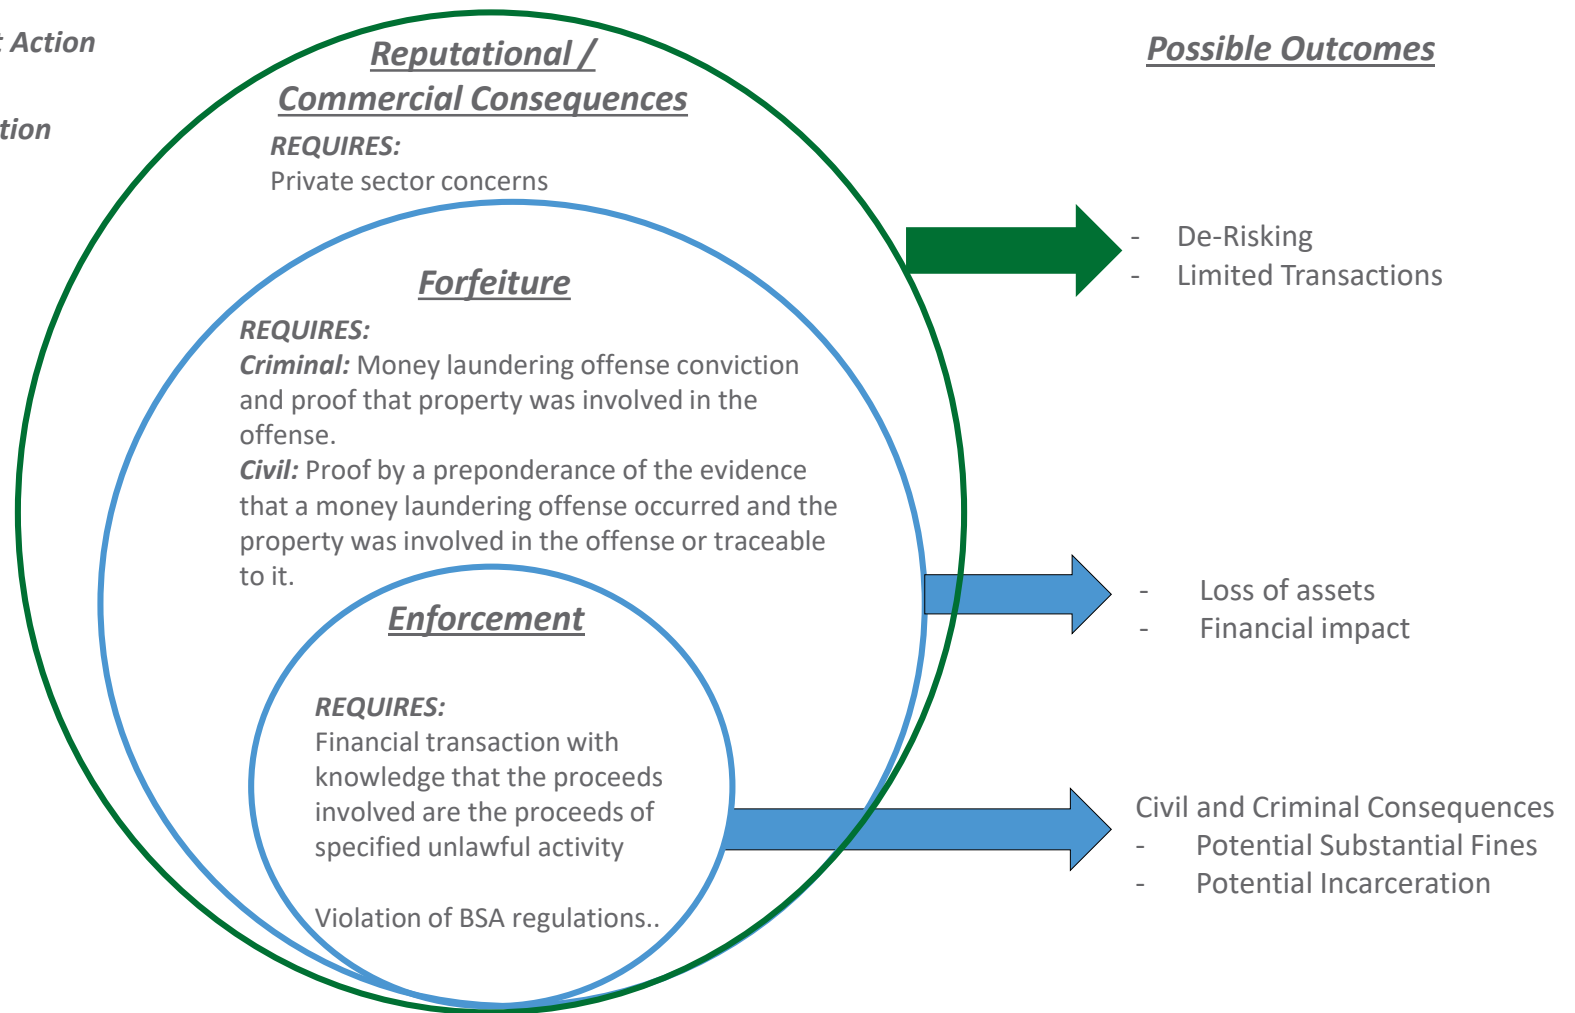 t Action
tion
Reputational /
Commercial Consequences
REQUIRES:
Private sector concerns
Forfeiture
REQUIRES:
Criminal: Money laundering offense conviction
and proof that property was involved in the
offense.
Civil: Proof by a preponderance of the evidence
that a money laundering offense occurred and the
property was involved in the offense or traceable
to it.
Enforcement
REQUIRES:
Financial transaction with
knowledge that the proceeds
involved are the proceeds of
specified unlawful activity
Violation of BSA regulations..
Possible Outcomes
- De-Risking
- Limited Transactions
- Loss of assets
- Financial impact
Civil and Criminal Consequences
- Potential Substantial Fines
- Potential Incarceration